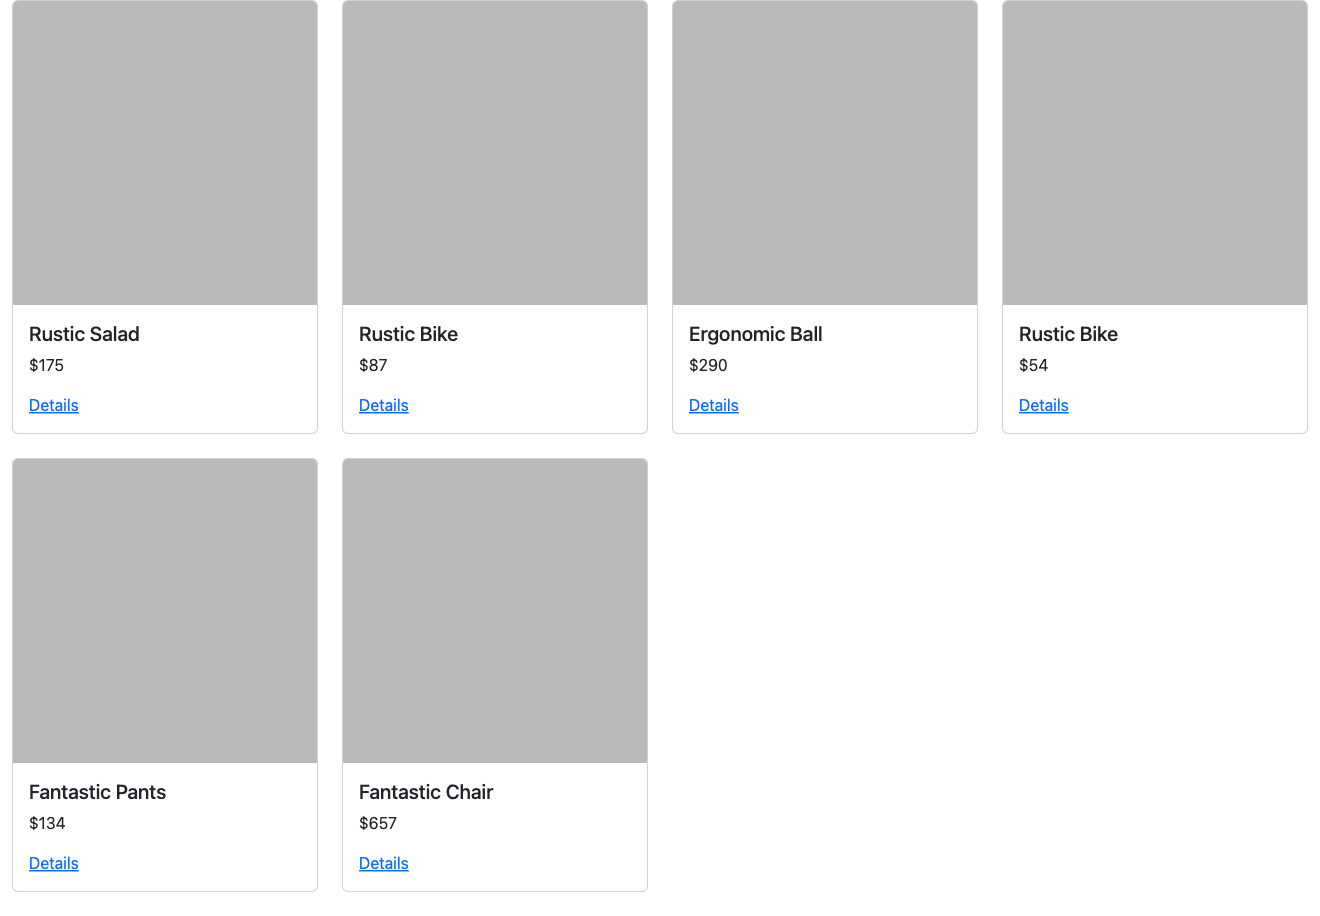 Rustic Salad
$175
Details
Rustic Bike
$87
Details
Ergonomic Ball
$290
Details
Rustic Bike
$54
Details
Fantastic Pants
$134
Details
Fantastic Chair
$657
Details